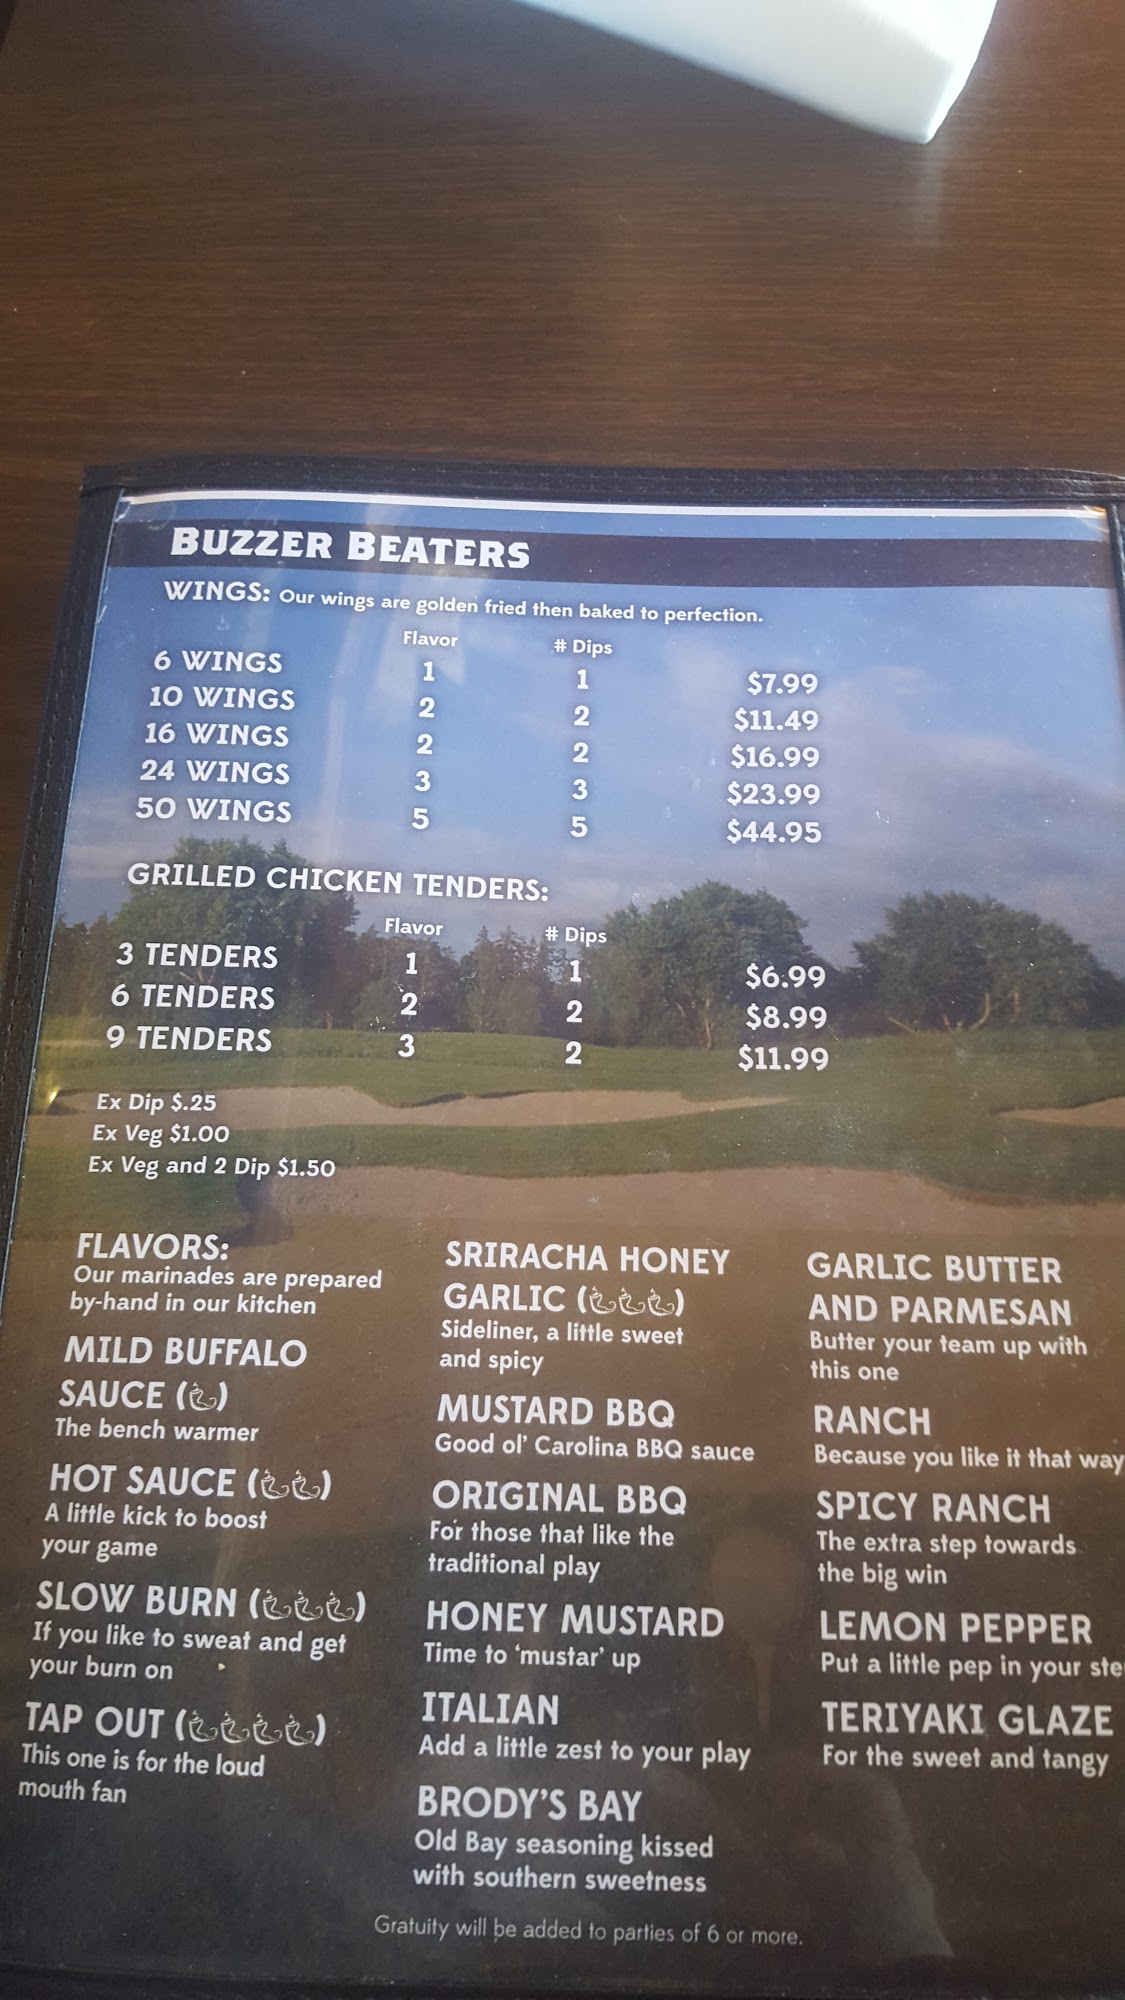 BUZZER BEATERS
WINGS: Our wings are golden fried then baked to perfection.
Flavor # Dips
6 WINGS 1 1 $7.99
10 WINGS 2 2 $11.49
16 WINGS 2 2 $16.99
24 WINGS 3 3 $23.99
50 WINGS 5 5 $44.95
GRILLED CHICKEN TENDERS:
Flavor # Dips
3 TENDERS 1 1 $6.99
6 TENDERS 2 2 $8.99
9 TENDERS 3 2 $11.99
Ex Dip $.25
Ex Veg $1.00
Ex Veg and 2 Dip $1.50
FLAVORS:
Our marinades are prepared
by-hand in our kitchen
MILD BUFFALO
SAUCE ( )
The bench warmer
HOT SAUCE ( )
A little kick to boost
your game
SLOW BURN ( )
If you like to sweat and get
your burn on
TAP OUT ( )
This one is for the loud
mouth fan
SRIRACHA HONEY
GARLIC ( )
Sideliner, a little sweet
and spicy
MUSTARD BBQ
Good ol' Carolina BBQ sauce
ORIGINAL BBQ
For those that like the
traditional play
HONEY MUSTARD
Time to 'mustar' up
ITALIAN
Add a little zest to your play
BRODY'S BAY
Old Bay seasoning kissed
with southern sweetness
GARLIC BUTTER
AND PARMESAN
Butter your team up with
this one
RANCH
Because you like it that way
SPICY RANCH
The extra step towards
the big win
LEMON PEPPER
Put a little pep in your
TERIYAKI GLAZE
For the sweet and tangy
Gratuity will be added to parties of 6 or more.